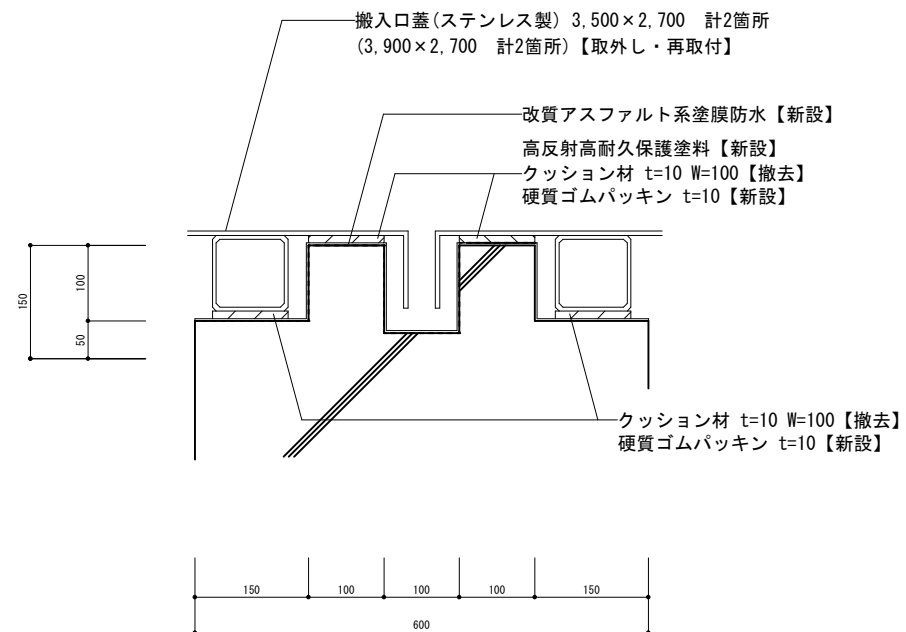 搬入口蓋(ステンレス製) 3,500×2,700 計2箇所
(3,900×2,700 計2箇所)【取外し・再取付】
改質アスファルト系塗膜防水【新設】
高反射高耐久保護塗料【新設】
クッション材 t=10 W=100【撤去】
硬質ゴムパッキン t=10【新設】
150
100
50
クッション材 t=10 W=100【撤去】
硬質ゴムパッキン t=10【新設】
150 100 100 100 150
600